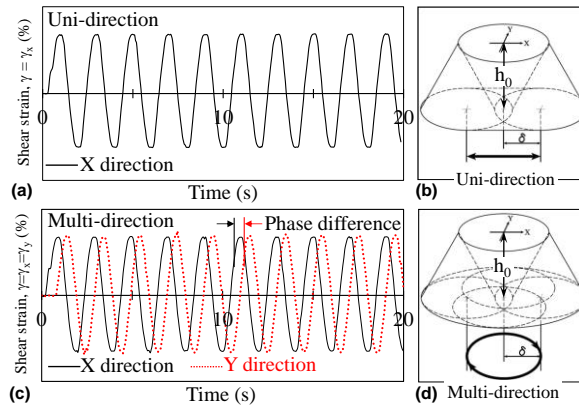 Uni-direction
Shear strain, γ = γx (%)
0
10
20
X direction
(a)
Time (s)
Y
X
h0
δ
(b)
Uni-direction
Multi-direction
Phase difference
Shear strain, γ=γx=γy (%)
0
10
20
X direction
Y direction
(c)
Time (s)
Y
X
h0
δ
(d)
Multi-direction